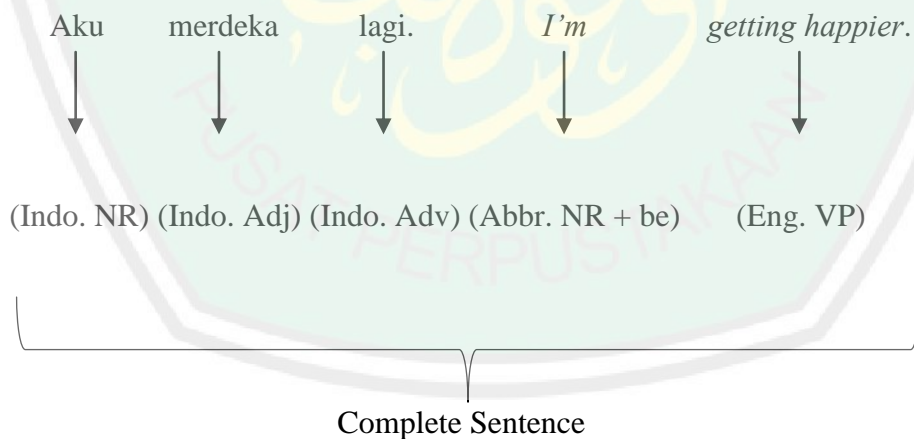 Aku merdeka lagi. I’m getting happier.
(Indo. NR) (Indo. Adj) (Indo. Adv) (Abbr. NR + be) (Eng. VP)
PUSAT PERPUSTAKAAN
Complete Sentence